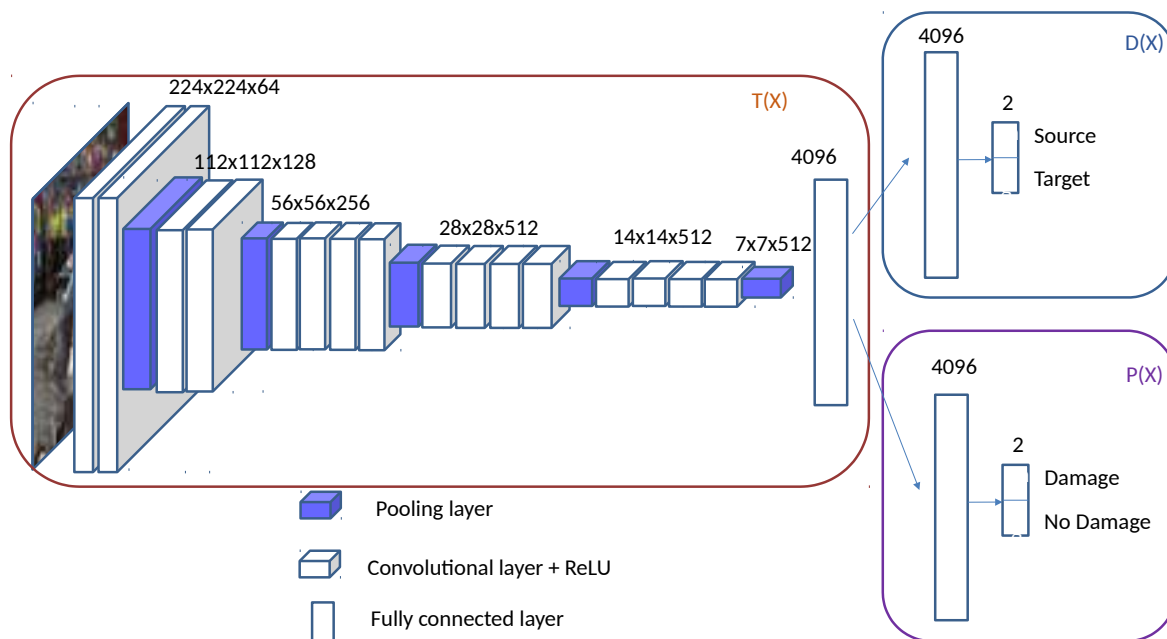 4096
D(X)
224x224x64
T(X)
2
Source
Target
112x112x128
4096
56x56x256
28x28x512
14x14x512
7x7x512
4096
P(X)
2
Damage
No Damage
Pooling layer
Convolutional layer + ReLU
Fully connected layer